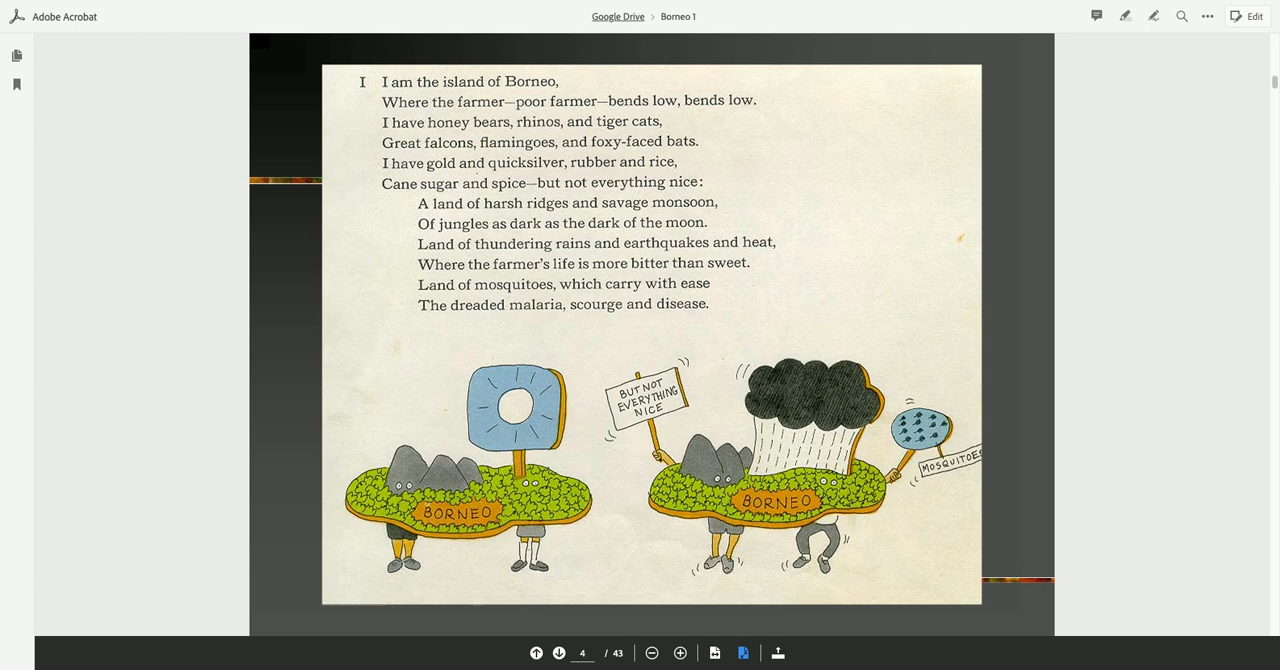 Adobe Acrobat
Google Drive > Borneo 1
Edit
I I am the island of Borneo,
Where the farmer—poor farmer—bends low, bends low.
I have honey bears, rhinos, and tiger cats,
Great falcons, flamingoes, and foxy-faced bats.
I have gold and quicksilver, rubber and rice,
Cane sugar and spice—but not everything nice:
A land of harsh ridges and savage monsoon,
Of jungles as dark as the dark of the moon.
Land of thundering rains and earthquakes and heat,
Where the farmer's life is more bitter than sweet.
Land of mosquitoes, which carry with ease
The dreaded malaria, scourge and disease.
BUT NOT
EVERYTHING
NICE
MOSQUITOES
BORNEO
BORNEO
4 / 43